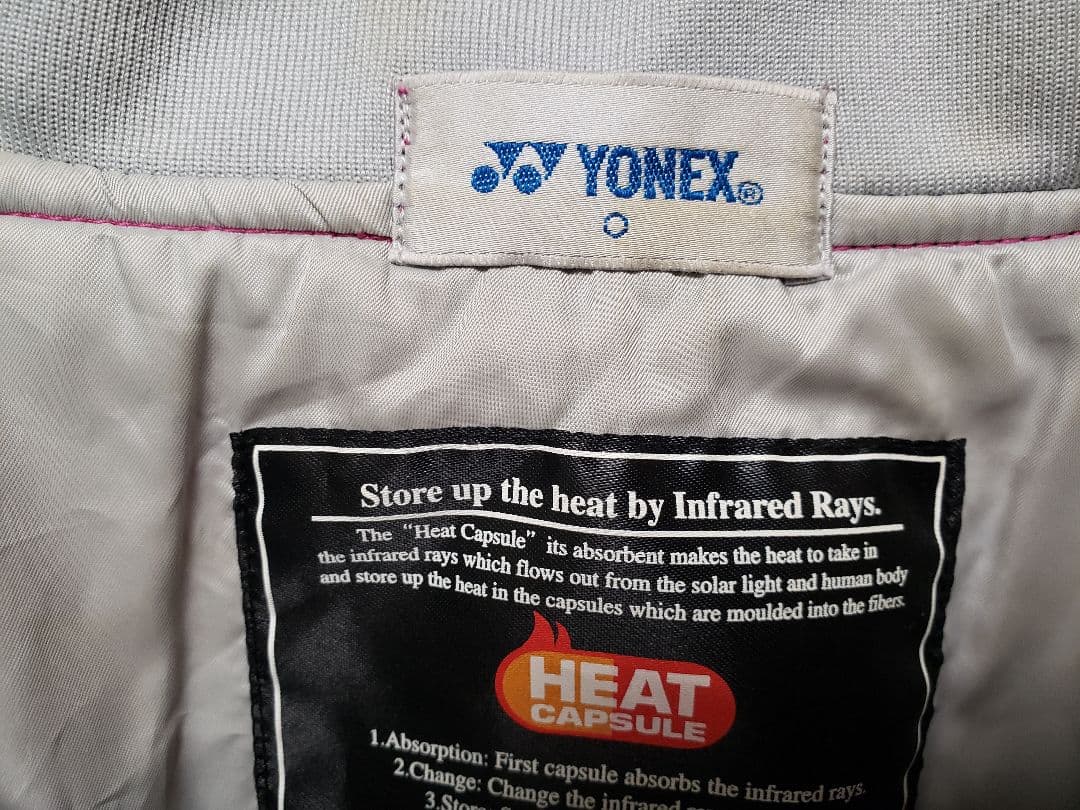 YONEX®
O
Store up the heat by Infrared Rays.
The "Heat Capsule" its absorbent makes the heat to take in
the infrared rays which flows out from the solar light and human body
and store up the heat in the capsules which are moulded into the fibers.
HEAT
CAPSULE
1.Absorption: First capsule absorbs the infrared rays.
2.Change: Change the infrared
3.Store: